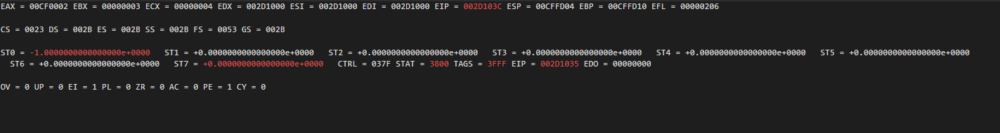 EAX = 00CF0002 EBX = 00000003 ECX = 00000004 EDX = 002D1000 ESI = 002D1000 EDI = 002D1000 EIP = 002D103C ESP = 00CFFD04 EBP = 00CFFD10 EFL = 00000206
CS = 0023 DS = 002B ES = 002B SS = 002B FS = 0053 GS = 002B
ST0 = -1.0000000000000000e+0000 ST1 = +0.0000000000000000e+0000 ST2 = +0.0000000000000000e+0000 ST3 = +0.0000000000000000e+0000 ST4 = +0.0000000000000000e+0000 ST5 = +0.0000000000000000e+0000
ST6 = +0.0000000000000000e+0000 ST7 = +0.0000000000000000e+0000 CTRL = 037F STAT = 3800 TAGS = 3FFF EIP = 002D1035 EDO = 00000000
OV = 0 UP = 0 EI = 1 PL = 0 ZR = 0 AC = 0 PE = 1 CY = 0